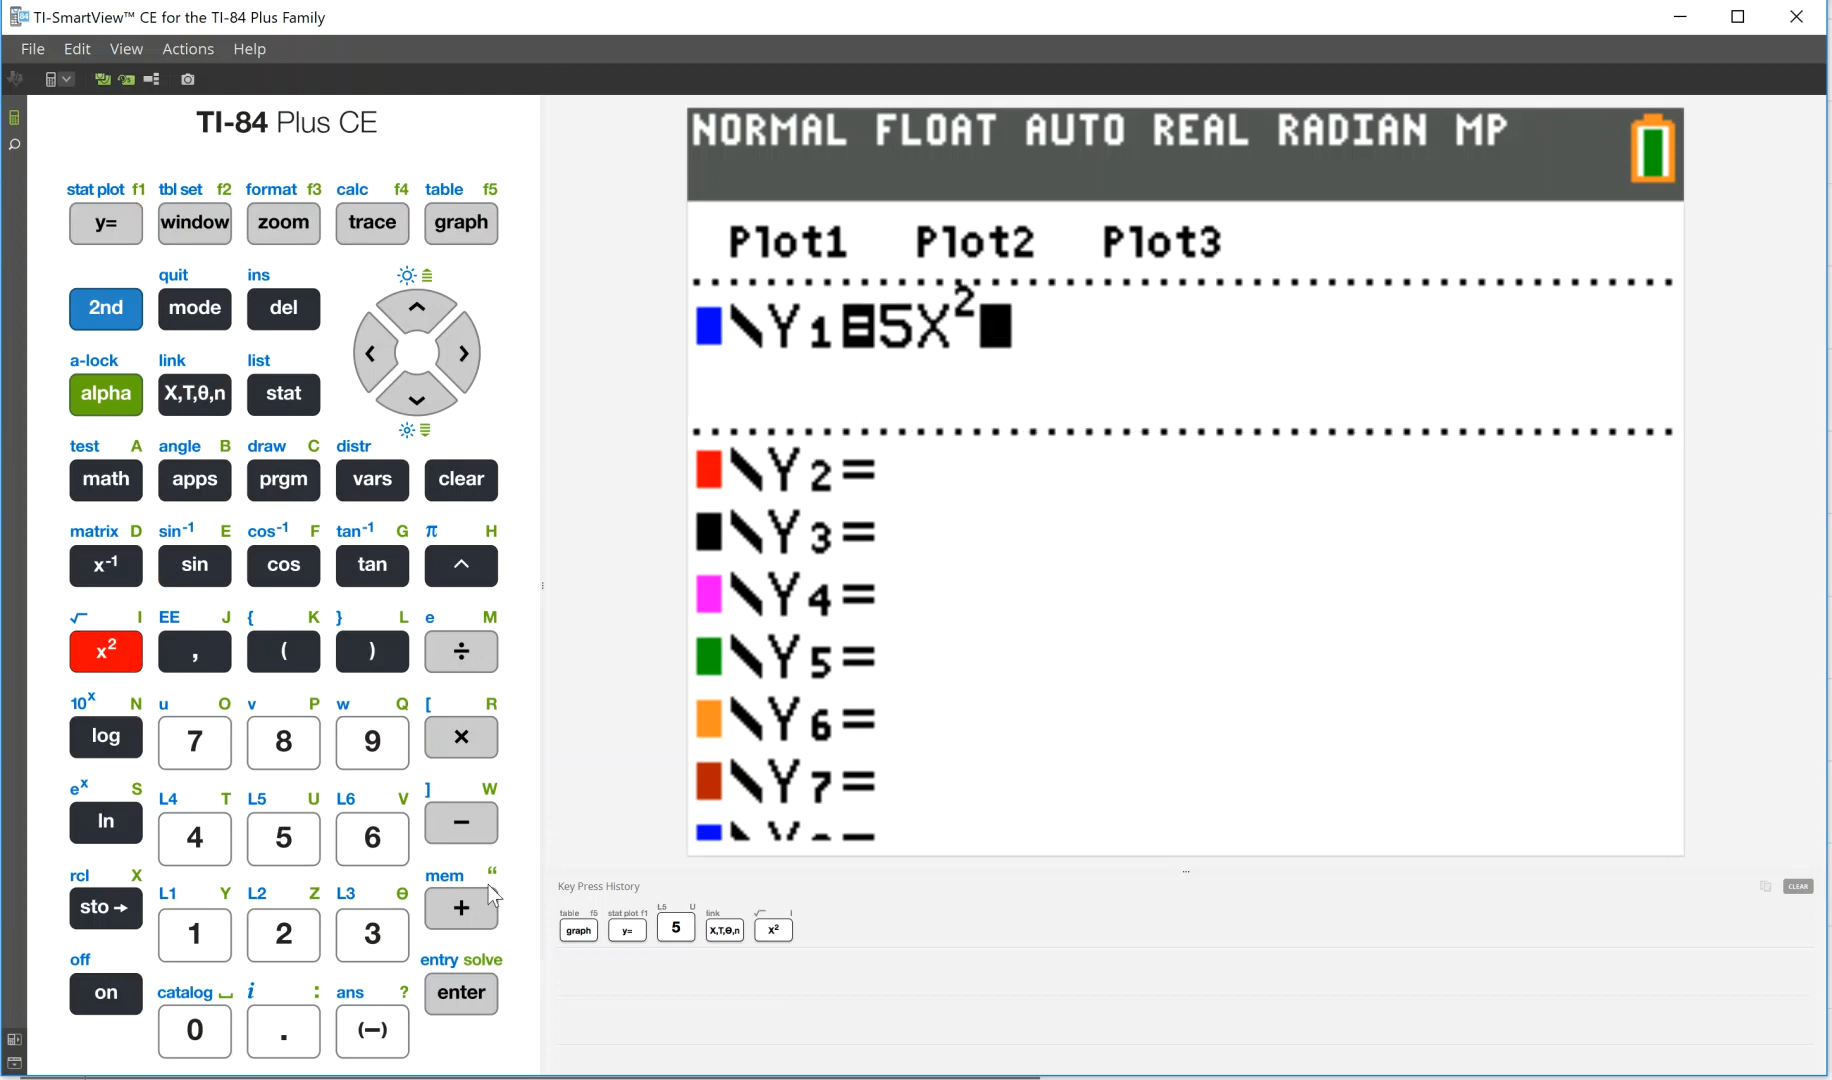 TI-SmartView™ CE for the TI-84 Plus Family
File Edit View Actions Help
TI-84 Plus CE
stat plot f1 tbl set f2 format f3 calc f4 table f5
y= window zoom trace graph
quit ins
2nd mode del
a-lock link list
alpha X,T,θ,n stat
test A angle B draw C distr
math apps prgm vars clear
matrix D sin⁻¹ E cos⁻¹ F tan⁻¹ G π H
x⁻¹ sin cos tan ^
√ I EE J { K } L e M
x² , ( ) ÷
10ˣ N u O v P w Q [ R
log 7 8 9 ×
eˣ S L4 T L5 U L6 V ] W
ln 4 5 6 −
rcl X L1 Y L2 Z L3 θ mem “
sto→ 1 2 3 +
off entry solve
on catalog ⎵ i : ans ? enter
0 . (−)
NORMAL FLOAT AUTO REAL RADIAN MP
Plot1 Plot2 Plot3
\Y1=5X²
\Y2=
\Y3=
\Y4=
\Y5=
\Y6=
\Y7=
Key Press History CLEAR
table f5 stat plot f1 L5 U link √ I
graph y= 5 X,T,θ,n x²